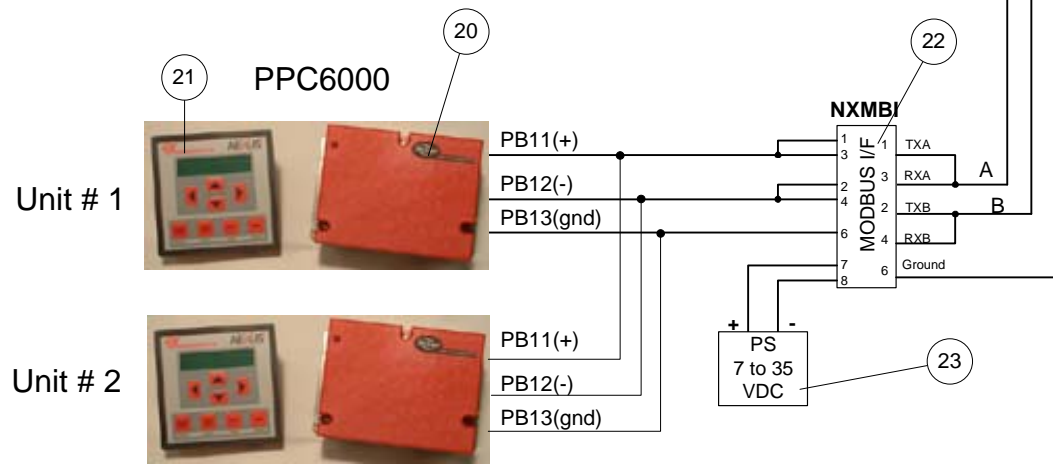 20
22
21
PPC6000
NXMBI
PB11(+)
1
3
MODBUS I/F
1
TXA
A
Unit # 1
PB12(-)
2
4
3
RXA
2
TXB
B
PB13(gnd)
6
4
RXB
7
8
6
Ground
+
-
PS
7 to 35
VDC
23
PB11(+)
Unit # 2
PB12(-)
PB13(gnd)